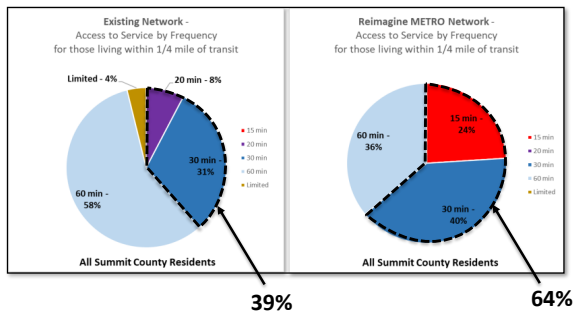 Existing Network -
Access to Service by Frequency
for those living within 1/4 mile of transit
Limited - 4%
20 min - 8%
30 min -
31%
60 min -
58%
15 min
20 min
30 min
60 min
Limited
All Summit County Residents
39%
Reimagine METRO Network -
Access to Service by Frequency
for those living within 1/4 mile of transit
15 min -
24%
60 min -
36%
30 min -
40%
15 min
20 min
30 min
60 min
Limited
All Summit County Residents
64%